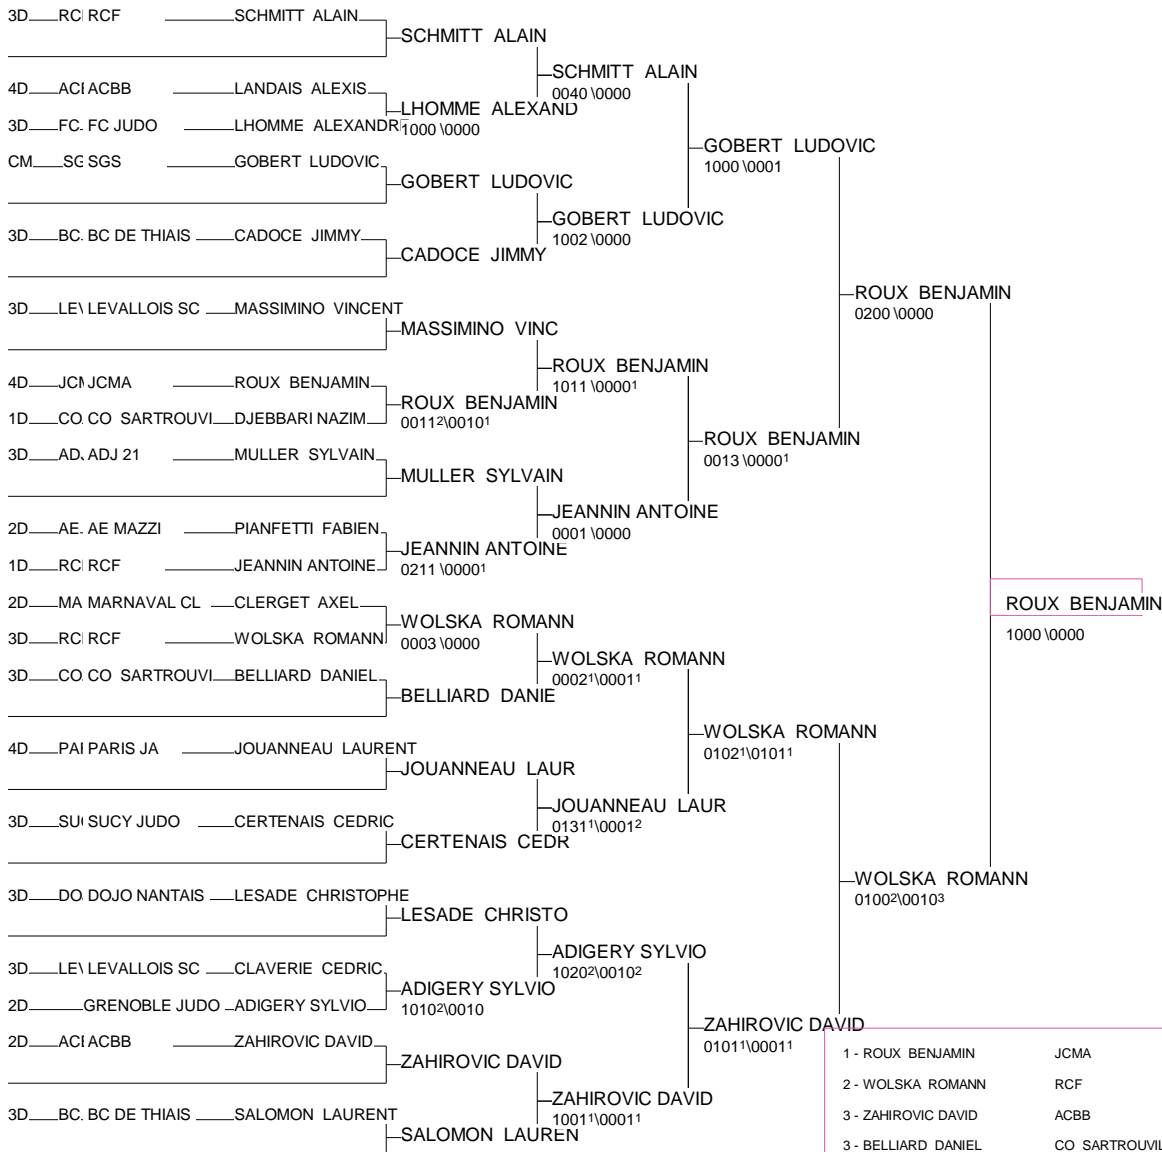 3D RCI RCF SCHMITT ALAIN
SCHMITT ALAIN
SCHMITT ALAIN
0040 \0000
4D ACI ACBB LANDAIS ALEXIS
LHOMME ALEXAND
1000 \0000
3D FC. FC JUDO LHOMME ALEXANDRE
GOBERT LUDOVIC
1000 \0001
CM SG SGS GOBERT LUDOVIC
GOBERT LUDOVIC
GOBERT LUDOVIC
1002 \0000
3D BC. BC DE THIAIS CADOCE JIMMY
CADOCE JIMMY
ROUX BENJAMIN
0200 \0000
3D LEV LEVALLOIS SC MASSIMINO VINCENT
MASSIMINO VINC
ROUX BENJAMIN
1011 \0000¹
4D JCM JCMA ROUX BENJAMIN
ROUX BENJAMIN
0011²\0010¹
1D CO. CO SARTROUVI DJEBBARI NAZIM
ROUX BENJAMIN
0013 \0000¹
3D ADJ ADJ 21 MULLER SYLVAIN
MULLER SYLVAIN
JEANNIN ANTOINE
0001 \0000
2D AE. AE MAZZI PIANFETTI FABIEN
JEANNIN ANTOINE
0211 \0000¹
1D RCI RCF JEANNIN ANTOINE
ROUX BENJAMIN
1000 \0000
2D MA MARNAVAL CL CLERGET AXEL
WOLSKA ROMANN
0003 \0000
3D RCI RCF WOLSKA ROMANN
WOLSKA ROMANN
0002¹\0001¹
3D CO CO SARTROUVI BELLIARD DANIEL
BELLIARD DANIE
WOLSKA ROMANN
0102¹\0101¹
4D PAI PARIS JA JOUANNEAU LAURENT
JOUANNEAU LAUR
JOUANNEAU LAUR
0131¹\0001²
3D SU SUCY JUDO CERTENAIS CEDRIC
CERTENAIS CEDR
WOLSKA ROMANN
0100²\0010³
3D DO DOJO NANTAIS LESADE CHRISTOPHE
LESADE CHRISTO
ADIGERY SYLVIO
1020²\0010²
3D LEV LEVALLOIS SC CLAVERIE CEDRIC
ADIGERY SYLVIO
1010²\0010
2D GRENOBLE JUDO ADIGERY SYLVIO
ZAHIROVIC DAVID
0101¹\0001¹
2D ACI ACBB ZAHIROVIC DAVID
ZAHIROVIC DAVID
ZAHIROVIC DAVID
1001¹\0001¹
3D BC. BC DE THIAIS SALOMON LAURENT
SALOMON LAUREN
1 - ROUX BENJAMIN JCMA
2 - WOLSKA ROMANN RCF
3 - ZAHIROVIC DAVID ACBB
3 - BELLIARD DANIEL CO SARTROUVIL